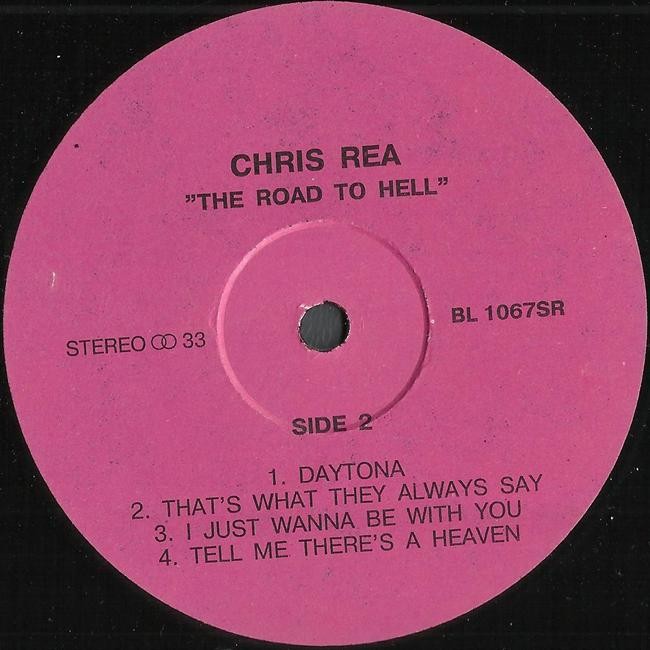 CHRIS REA
”THE ROAD TO HELL”
STEREO 33
BL 1067SR
SIDE 2
1. DAYTONA
2. THAT'S WHAT THEY ALWAYS SAY
3. I JUST WANNA BE WITH YOU
4. TELL ME THERE'S A HEAVEN